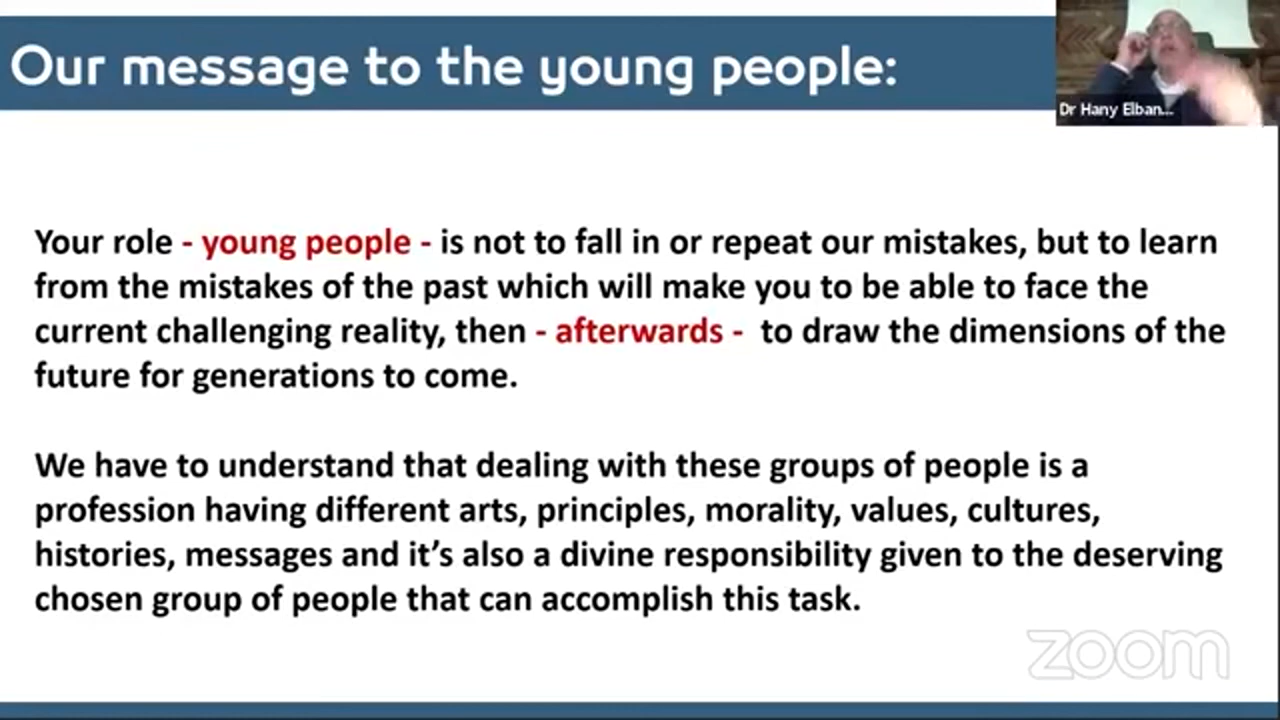 Our message to the young people:
Dr Hany Elban...
Your role - young people - is not to fall in or repeat our mistakes, but to learn
from the mistakes of the past which will make you to be able to face the
current challenging reality, then - afterwards - to draw the dimensions of the
future for generations to come.
We have to understand that dealing with these groups of people is a
profession having different arts, principles, morality, values, cultures,
histories, messages and it’s also a divine responsibility given to the deserving
chosen group of people that can accomplish this task.
zoom